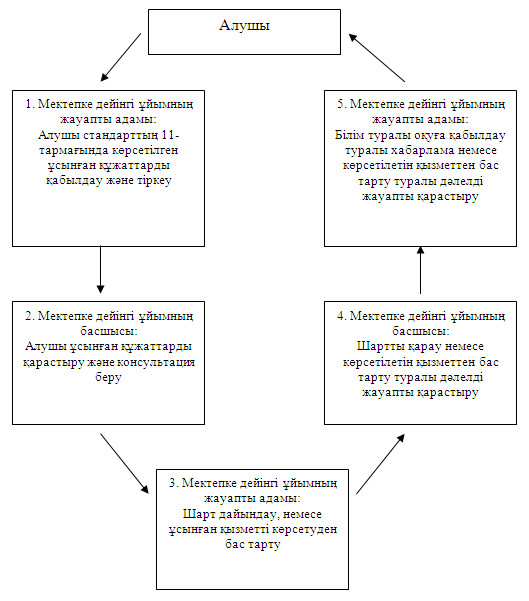 Алушы
1. Мектепке дейінгі ұйымның
жауапты адамы:
Алушы стандарттың 11-
тармағында көрсетілген
ұсынған құжаттарды
қабылдау және тіркеу
2. Мектепке дейінгі ұйымның
басшысы:
Алушы ұсынған құжаттарды
қарастыру және консультация
беру
3. Мектепке дейінгі ұйымның
жауапты адамы:
Шарт дайындау, немесе
ұсынған қызметті көрсетуден
бас тарту
4. Мектепке дейінгі ұйымның
басшысы:
Шартты қарау немесе
көрсетілетін қызметтен бас
тарту туралы дәлелді
жауапты қарастыру
5. Мектепке дейінгі ұйымның
жауапты адамы:
Білім туралы оқуға қабылдау
туралы хабарлама немесе
көрсетілетін қызметтен бас
тарту туралы дәлелді
жауапты қарастыру